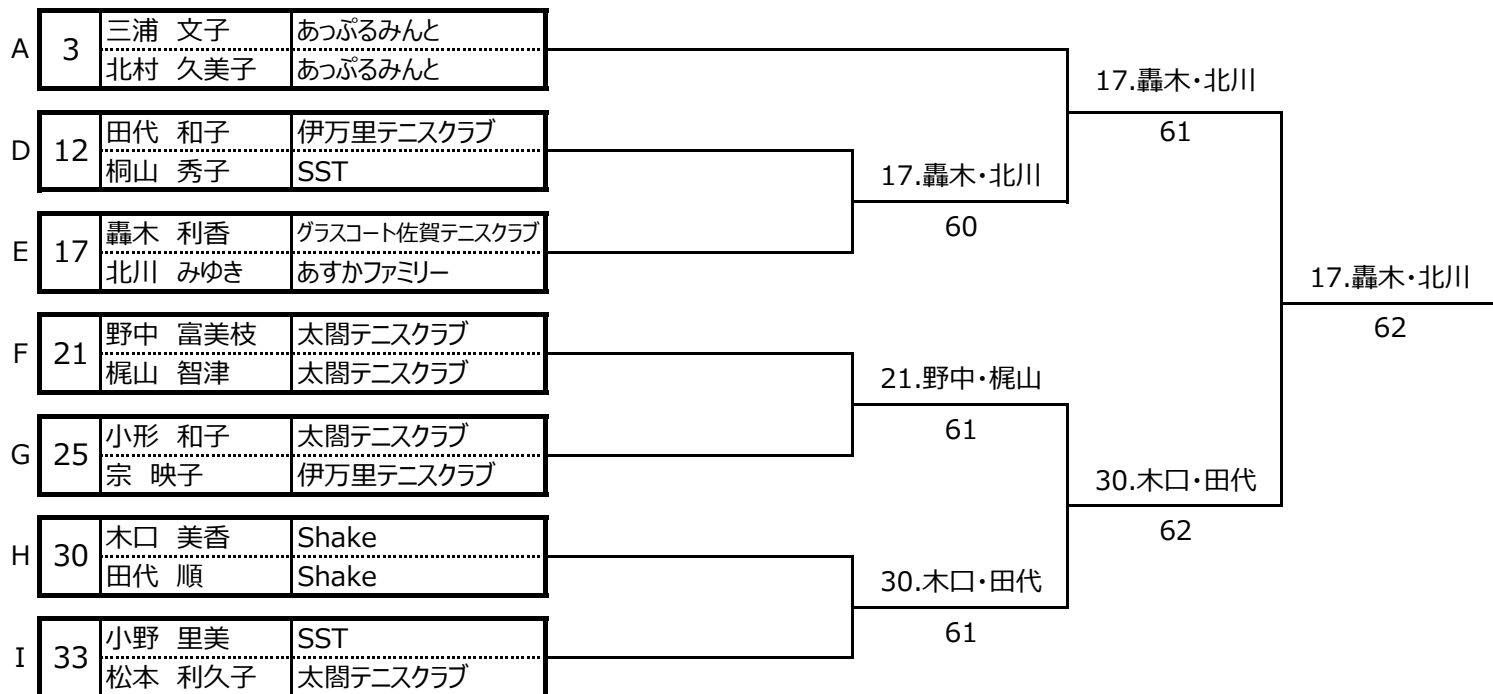 A 3 三浦 文子 あっぷるみんと
北村 久美子 あっぷるみんと
17.轟木・北川
61
D 12 田代 和子 伊万里テニスクラブ
桐山 秀子 SST
17.轟木・北川
60
E 17 轟木 利香 グラスコート佐賀テニスクラブ
北川 みゆき あすかファミリー
17.轟木・北川
62
F 21 野中 富美枝 太閤テニスクラブ
梶山 智津 太閤テニスクラブ
21.野中・梶山
61
G 25 小形 和子 太閤テニスクラブ
宗 映子 伊万里テニスクラブ
30.木口・田代
62
H 30 木口 美香 Shake
田代 順 Shake
30.木口・田代
61
I 33 小野 里美 SST
松本 利久子 太閤テニスクラブ